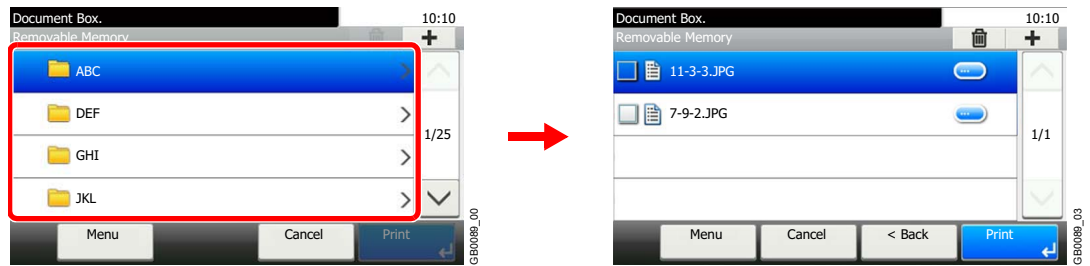 Document Box.
10:10
Removable Memory
ABC
DEF
1/25
GHI
JKL
Menu
Cancel
Print
GB0089_00
Document Box.
10:10
Removable Memory
11-3-3.JPG
7-9-2.JPG
1/1
Menu
Cancel
< Back
Print
GB0089_03